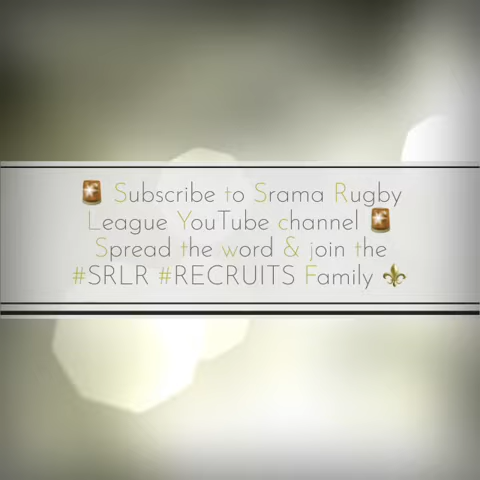 🚨 Subscribe to Srama Rugby
League YouTube channel 🚨
Spread the word & join the
#SRLR #RECRUITS Family ⚜